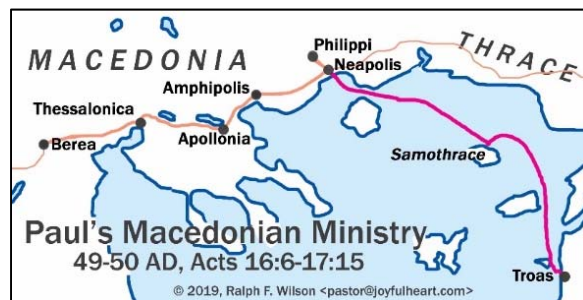 MACEDONIA
THRACE
Philippi
Neapolis
Amphipolis
Thessalonica
Apollonia
Berea
Samothrace
Troas
Paul's Macedonian Ministry
49-50 AD, Acts 16:6-17:15
© 2019, Ralph F. Wilson <pastor@joyfulheart.com>